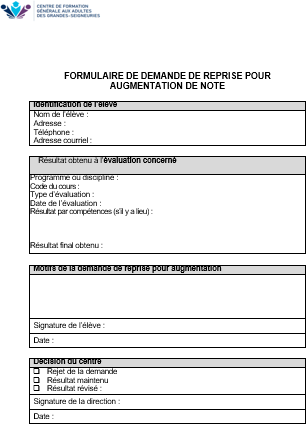 CENTRE DE FORMATION
GÉNÉRALE AUX ADULTES
DES GRANDES-SEIGNEURIES
FORMULAIRE DE DEMANDE DE REPRISE POUR
AUGMENTATION DE NOTE
Identification de l'élève
Nom de l'élève :
Adresse :
Téléphone :
Adresse courriel :
Résultat obtenu à l'évaluation concerné
Programme ou discipline :
Code du cours :
Type d'évaluation :
Date de l'évaluation :
Résultat par compétences (s'il y a lieu) :
Résultat final obtenu :
Motifs de la demande de reprise pour augmentation
Signature de l'élève :
Date :
Décision du centre
Rejet de la demande
Résultat maintenu
Résultat révisé :
Signature de la direction :
Date :